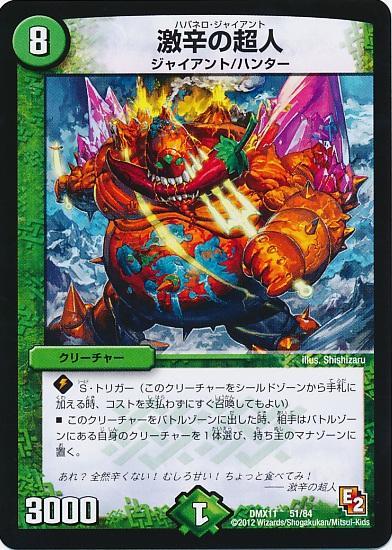 8
ハバネロ・ジャイアント
激辛の超人
ジャイアント/ハンター
illus. Shishizaru
クリーチャー
S・トリガー（このクリーチャーをシールドゾーンから手札に
加える時、コストを支払わずにすぐ召喚してもよい）
■ このクリーチャーをバトルゾーンに出した時、相手はバトルゾ
ーンにある自身のクリーチャーを1体選び、持ち主のマナゾーンに
置く。
あれ？全然辛くない！むしろ甘い！ちょっと食べてみ！
——激辛の超人
3000
1
DMX11 51/84
©2012 Wizards/Shogakukan/Mitsui-Kids
E2